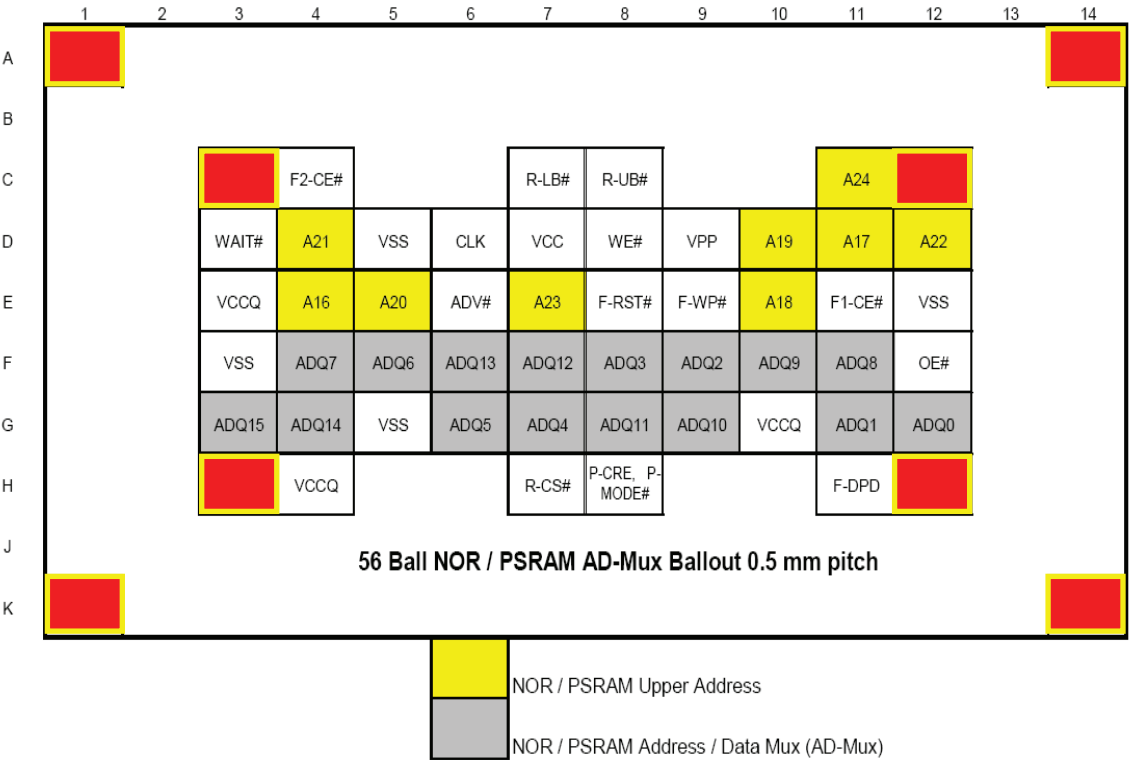 1 2 3 4 5 6 7 8 9 10 11 12 13 14
A
B
C F2-CE# R-LB# R-UB# A24
D WAIT# A21 VSS CLK VCC WE# VPP A19 A17 A22
E VCCQ A16 A20 ADV# A23 F-RST# F-WP# A18 F1-CE# VSS
F VSS ADQ7 ADQ6 ADQ13 ADQ12 ADQ3 ADQ2 ADQ9 ADQ8 OE#
G ADQ15 ADQ14 VSS ADQ5 ADQ4 ADQ11 ADQ10 VCCQ ADQ1 ADQ0
H VCCQ R-CS# P-CRE, P-MODE# F-DPD
J
56 Ball NOR / PSRAM AD-Mux Ballout 0.5 mm pitch
K
NOR / PSRAM Upper Address
NOR / PSRAM Address / Data Mux (AD-Mux)